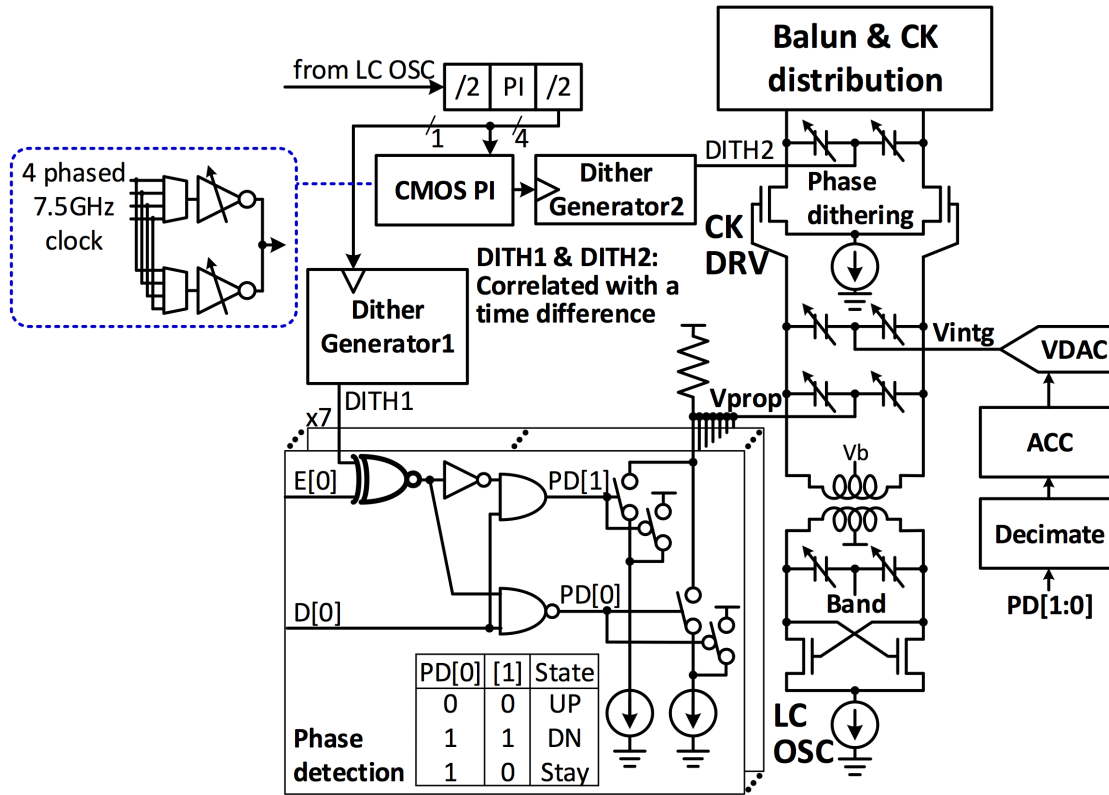 Balun & CK
distribution
from LC OSC
/2 PI /2
1
4
DITH2
4 phased
7.5GHz
clock
CMOS PI
Dither
Generator2
Phase
dithering
CK
DRV
DITH1 & DITH2:
Correlated with a
time difference
Dither
Generator1
Vintg
VDAC
DITH1
Vprop
x7
ACC
Vb
E[0]
PD[1]
Decimate
D[0]
PD[0]
Band
PD[1:0]
PD[0] [1] State
0 0 UP
1 1 DN
1 0 Stay
Phase
detection
LC
OSC